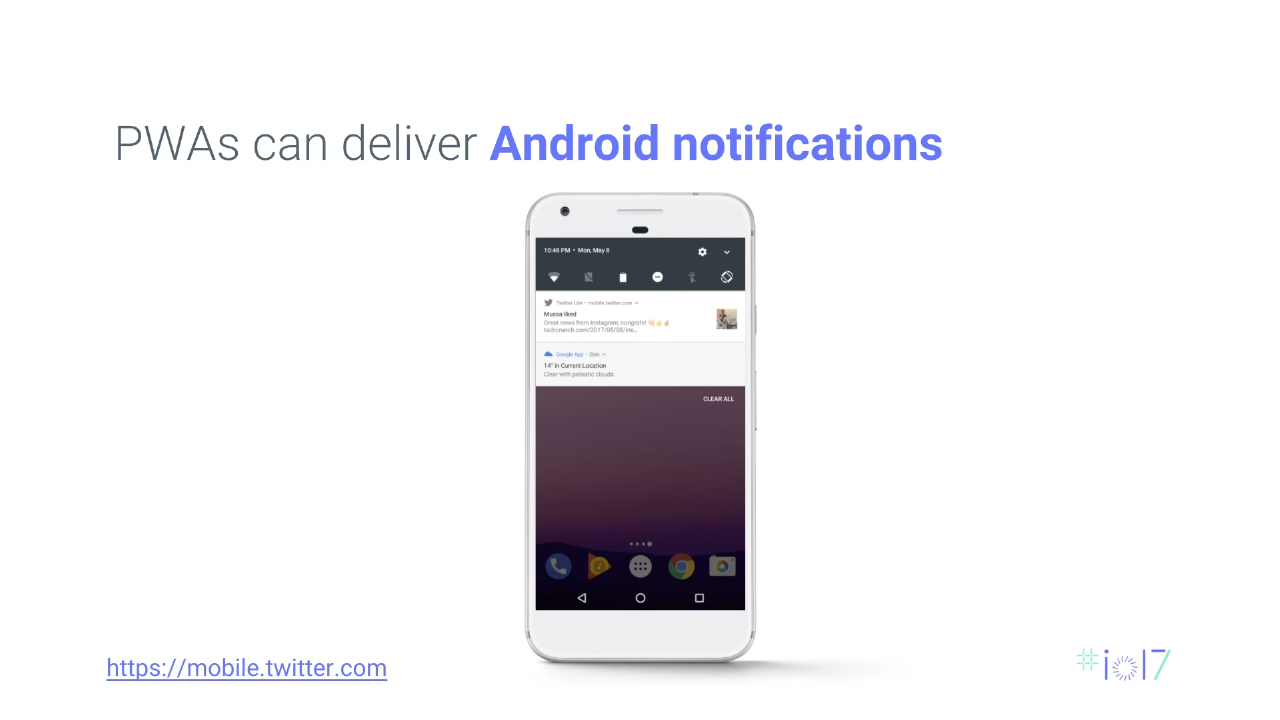 PWAs can deliver Android notifications
10:48 PM • Mon, May 8
Twitter Lite • mobile.twitter.com
Mussa liked
Great news from Instagram, congrats! 👏👍🔥
techcrunch.com/2017/05/08/ins...
Google App • 26m
14° in Current Location
Clear with periodic clouds
CLEAR ALL
https://mobile.twitter.com
#io17